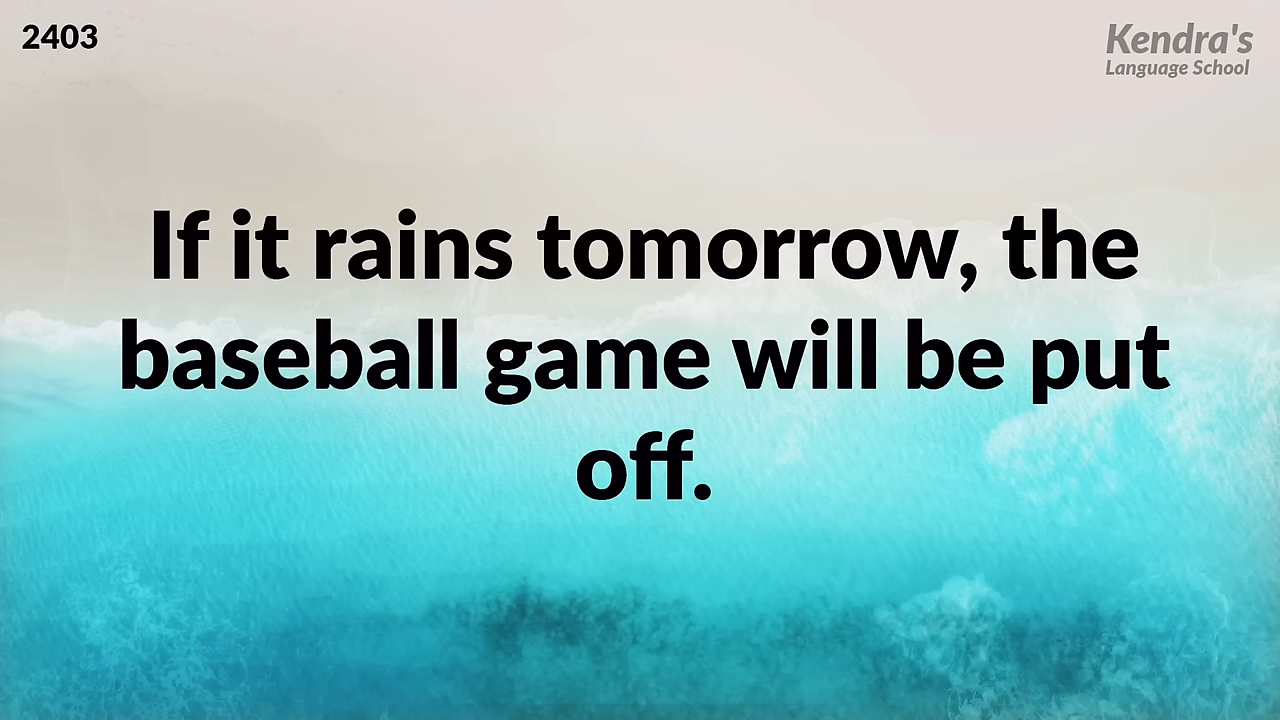 2403
Kendra's
Language School
If it rains tomorrow, the
baseball game will be put
off.